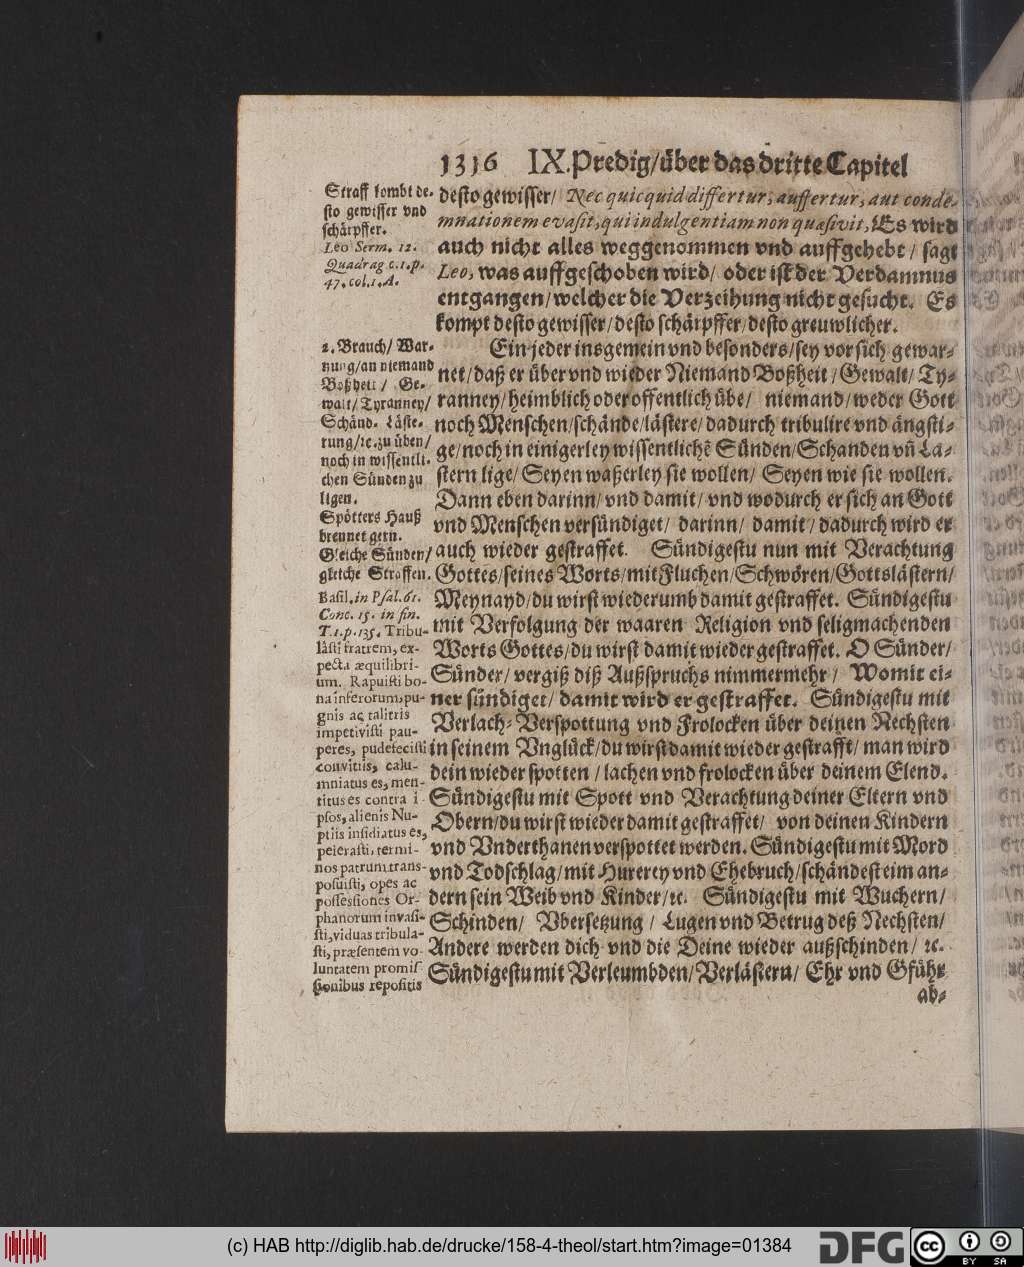 1316 IX. Predig/über das dritte Capitel
Straff kombt de-
sto gewisser vnd
schärpffer.
Leo Serm. 12.
Quadrag c.1.p.
47. col.1.A.
2. Brauch/ War-
nung/an niemand
Boßheit/ Ge-
walt/Tyranney/
Schänd- Läste-
rung/ꝛc.zu üben/
noch in wissentli-
chen Sünden zu
ligen.
Spötters Hauß
brennet gern.
Gleiche Sünden/
gleiche Straffen.
Basil.in Psal.61.
Conc. 15. in fin.
T.1.p.135. Tribu-
lâsti fratrem, ex-
pecta æquilibri-
um. Rapuisti bo-
na inferorum, pu-
gnis ac talitris
impetivisti pau-
peres, pudefecisti
convitiis, calu-
mniatus es, men-
titus es contra i-
psos, alienis Nu-
ptiis insidiatus es,
peierasti, termi-
nos patrum trans-
posuisti, opes ac
possessiones Or-
phanorum invasi-
sti, viduas tribula-
sti, præsentem vo-
luntatem promis-
sionibus repositis
desto gewisser/ Nec quicquid differtur, auffertur, aut conde-
mnationem evasit, qui indulgentiam non quæsivit, Es wird
auch nicht alles weggenommen vnd auffgehebt/ sagt
Leo, was auffgeschoben wird/ oder ist der Verdamnus
entgangen/welcher die Verzeihung nicht gesucht. Es
kompt desto gewisser/desto schärpffer/desto greuwlicher.
Ein jeder insgemein vnd besonders/sey vor sich gewar-
net/daß er über vnd wieder Niemand Boßheit/Gewalt/Ty-
ranney/heimblich oder offentlich übe/ niemand/weder Gott
noch Menschen/schände/lästere/dadurch tribulire vnd ängsti-
ge/noch in einigerley wissentlichẽ Sünden/Schanden vñ La-
stern lige/Seyen waßerley sie wollen/ Seyen wie sie wollen.
Dann eben darinn/vnd damit/vnd wodurch er sich an Gott
vnd Menschen versündiget/ darinn/ damit/dadurch wird er
auch wieder gestraffet. Sündigestu nun mit Verachtung
Gottes/seines Worts/mit Fluchen/Schwören/Gottslästern/
Meynayd/du wirst wiederumb damit gestraffet. Sündigestu
mit Verfolgung der waaren Religion vnd seligmachenden
Worts Gottes/du wirst damit wieder gestraffet. O Sünder/
Sünder/vergiß diß Außspruchs nimmermehr/ Womit ei-
ner sündiget/damit wird er gestraffet. Sündigestu mit
Verlach- Verspottung vnd Frolocken über deinen Nechsten
in seinem Vnglück/du wirst damit wieder gestrafft/man wird
dein wieder spotten/lachen vnd frolocken über deinem Elend.
Sündigestu mit Spott vnd Verachtung deiner Eltern vnd
Obern/du wirst wieder damit gestraffet/ von deinen Kindern
vnd Vnderthanen verspottet werden. Sündigestu mit Mord
vnd Todschlag/mit Hurerey vnd Ehebruch/schändest eim an-
dern sein Weib vnd Kinder/ꝛc. Sündigestu mit Wuchern/
Schinden/ Vbersetzung/ Lugen vnd Betrug deß Nechsten/
Andere werden dich vnd die Deine wieder außschinden/ ꝛc.
Sündigestu mit Verleumbden/Verlästern/ Ehr vnd Gführ
ab-
(c) HAB http://diglib.hab.de/drucke/158-4-theol/start.htm?image=01384
DFG
cc
BY SA